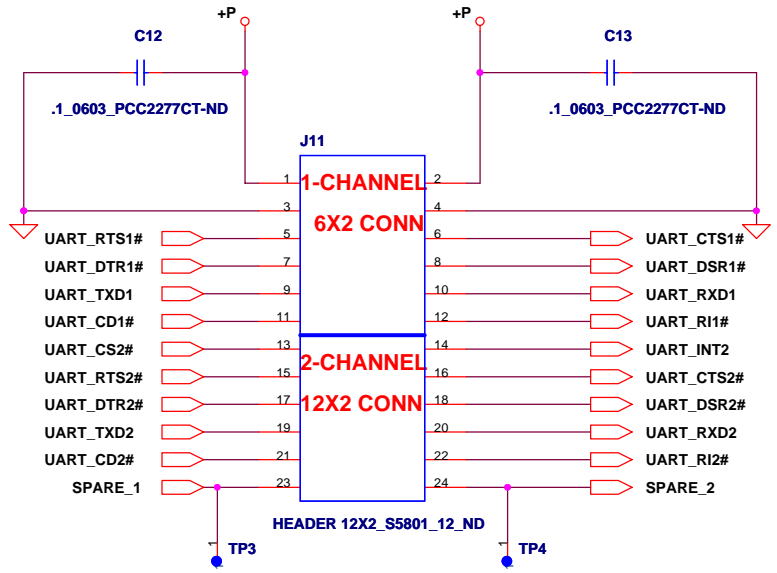 +P +P
C12 C13
.1_0603_PCC2277CT-ND .1_0603_PCC2277CT-ND
J11
1 1-CHANNEL 2
3 4
6X2 CONN
UART_RTS1# 5 6 UART_CTS1#
UART_DTR1# 7 8 UART_DSR1#
UART_TXD1 9 10 UART_RXD1
UART_CD1# 11 12 UART_RI1#
UART_CS2# 13 14 UART_INT2
2-CHANNEL
UART_RTS2# 15 16 UART_CTS2#
UART_DTR2# 17 12X2 CONN 18 UART_DSR2#
UART_TXD2 19 20 UART_RXD2
UART_CD2# 21 22 UART_RI2#
SPARE_1 23 24 SPARE_2
HEADER 12X2_S5801_12_ND
1 TP3 1 TP4